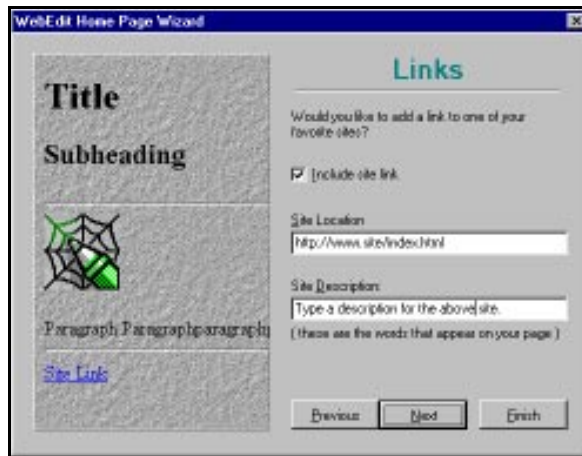 WebEdit Home Page Wizard
Title
Subheading
Paragraph Paragraphparagraph
Site Link
Links
Would you like to add a link to one of your
favorite sites?
Include site link
Site Location
http://www.site/index.html
Site Description
Type a description for the above site.
( these are the words that appear on your page )
Previous
Next
Finish